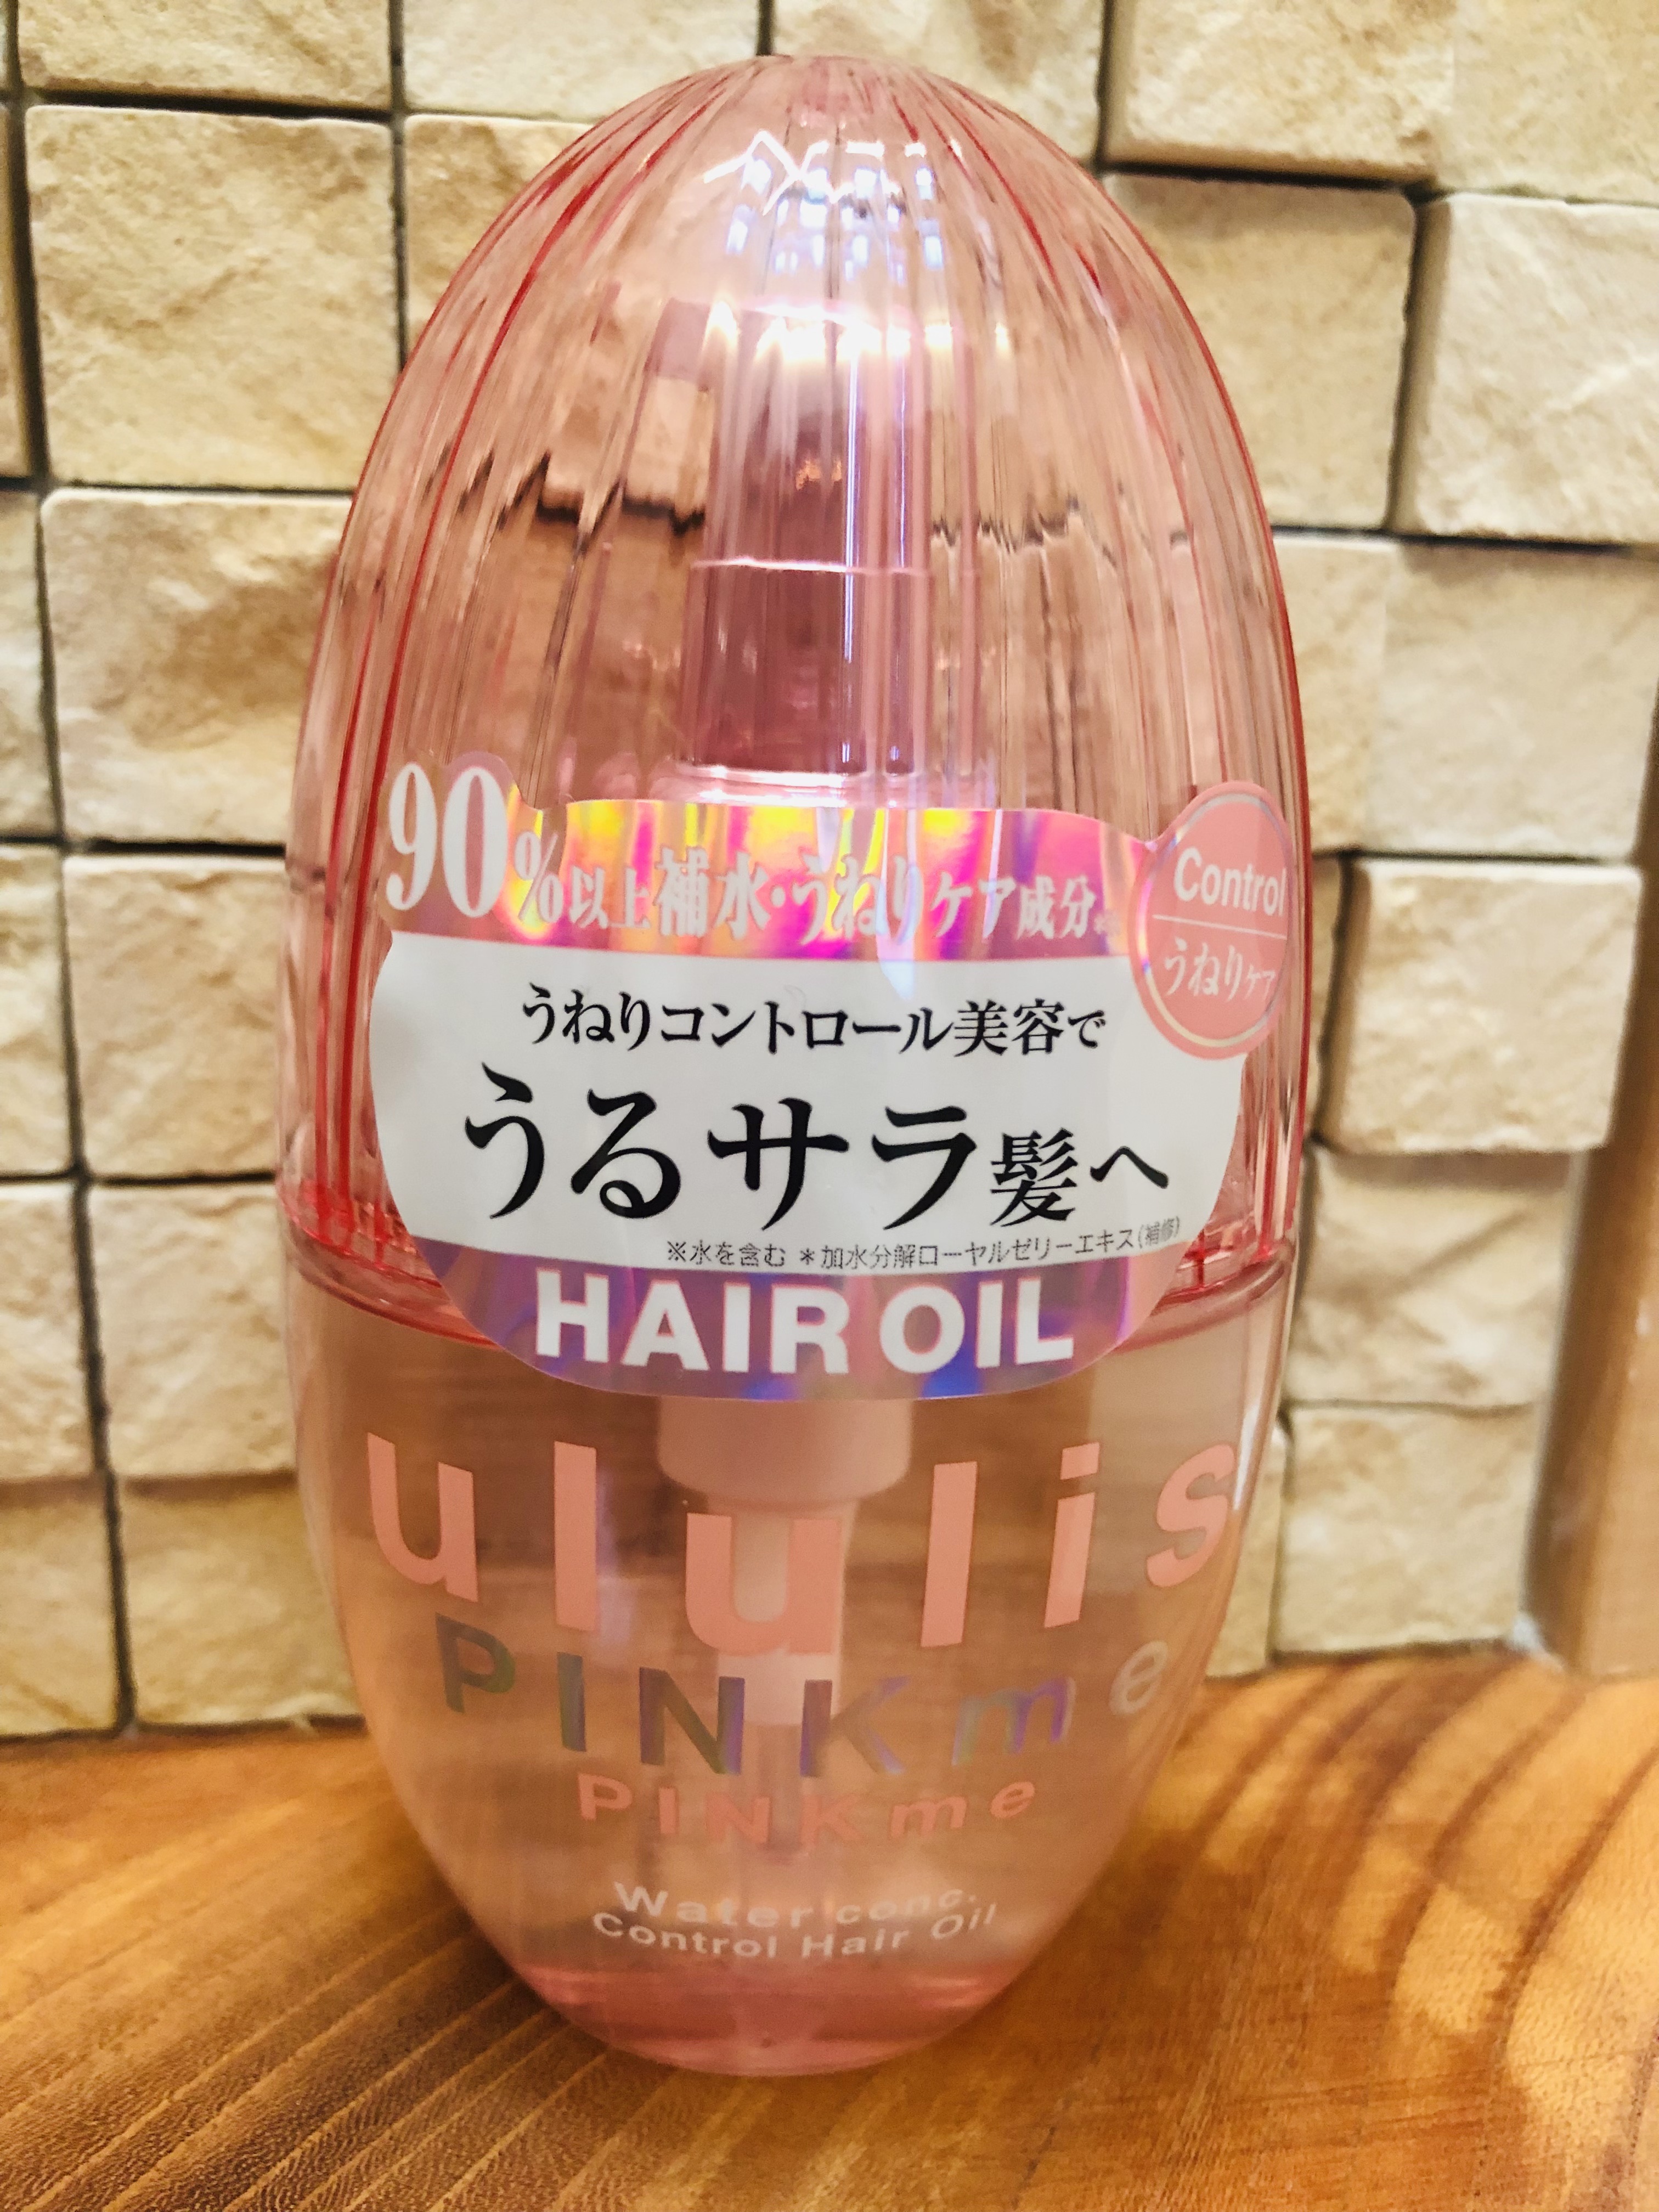 90%以上補水・うねりケア成分※
Control
うねりケア
うねりコントロール美容で
うるサラ髪へ
※水を含む ＊加水分解ローヤルゼリーエキス(補修)
HAIR OIL
ululis
PINKme
PINKme
Water conc.
Control Hair Oil